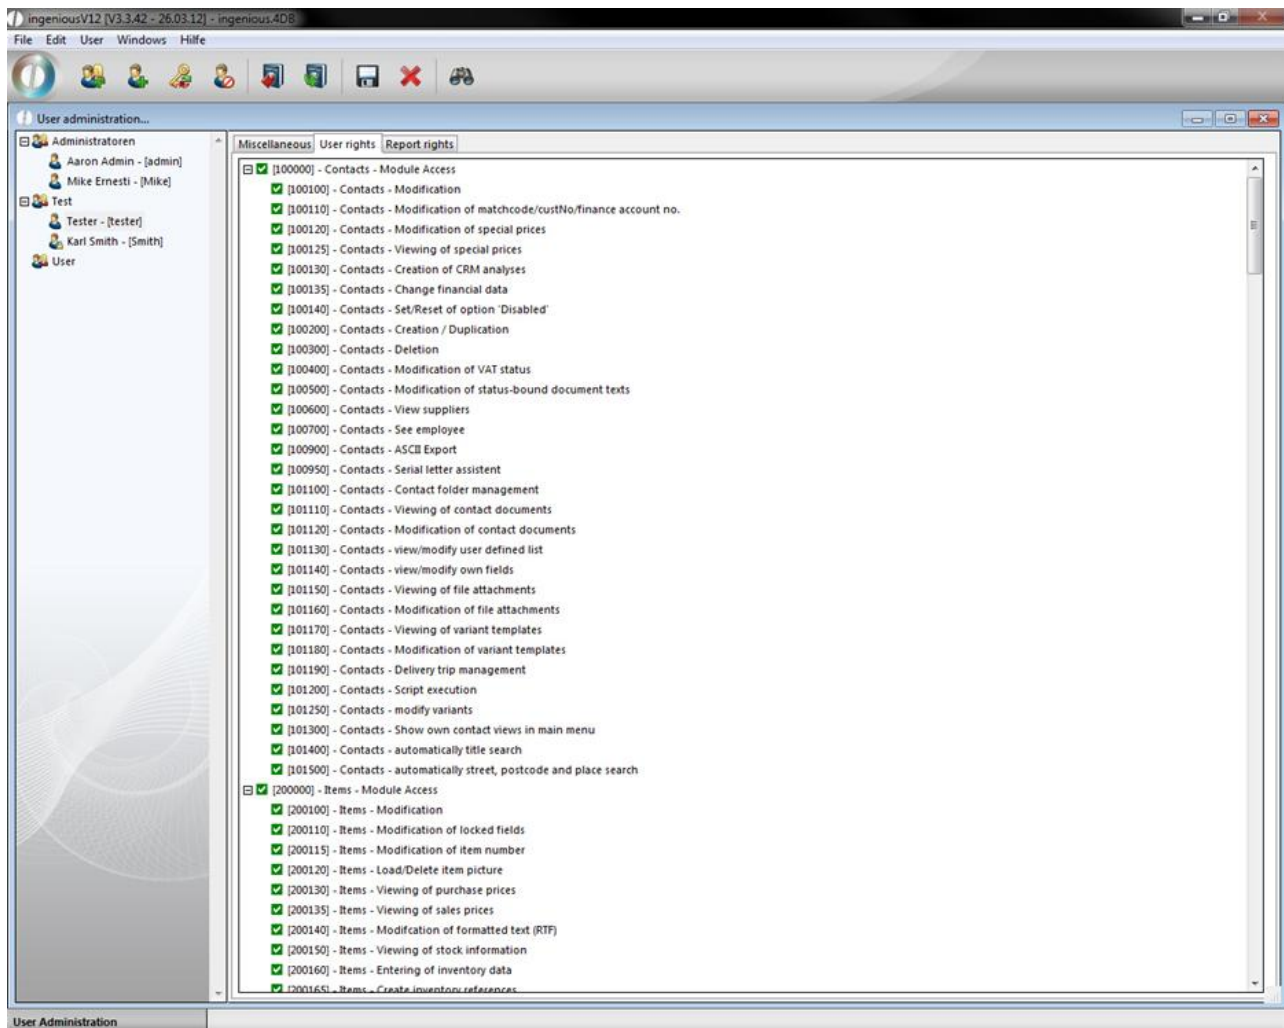 ingeniousV12 [V3.3.42 - 26.03.12] - ingenious.4DB
File Edit User Windows Hilfe
User administration...
Administratoren
Aaron Admin - [admin]
Mike Ernesti - [Mike]
Test
Tester - [tester]
Karl Smith - [Smith]
User
Miscellaneous User rights Report rights
[100000] - Contacts - Module Access
[100100] - Contacts - Modification
[100110] - Contacts - Modification of matchcode/custNo/finance account no.
[100120] - Contacts - Modification of special prices
[100125] - Contacts - Viewing of special prices
[100130] - Contacts - Creation of CRM analyses
[100135] - Contacts - Change financial data
[100140] - Contacts - Set/Reset of option 'Disabled'
[100200] - Contacts - Creation / Duplication
[100300] - Contacts - Deletion
[100400] - Contacts - Modification of VAT status
[100500] - Contacts - Modification of status-bound document texts
[100600] - Contacts - View suppliers
[100700] - Contacts - See employee
[100900] - Contacts - ASCII Export
[100950] - Contacts - Serial letter assistent
[101100] - Contacts - Contact folder management
[101110] - Contacts - Viewing of contact documents
[101120] - Contacts - Modification of contact documents
[101130] - Contacts - view/modify user defined list
[101140] - Contacts - view/modify own fields
[101150] - Contacts - Viewing of file attachments
[101160] - Contacts - Modification of file attachments
[101170] - Contacts - Viewing of variant templates
[101180] - Contacts - Modification of variant templates
[101190] - Contacts - Delivery trip management
[101200] - Contacts - Script execution
[101250] - Contacts - modify variants
[101300] - Contacts - Show own contact views in main menu
[101400] - Contacts - automatically title search
[101500] - Contacts - automatically street, postcode and place search
[200000] - Items - Module Access
[200100] - Items - Modification
[200110] - Items - Modification of locked fields
[200115] - Items - Modification of item number
[200120] - Items - Load/Delete item picture
[200130] - Items - Viewing of purchase prices
[200135] - Items - Viewing of sales prices
[200140] - Items - Modifcation of formatted text (RTF)
[200150] - Items - Viewing of stock information
[200160] - Items - Entering of inventory data
[200165] - Items - Create inventory references
User Administration